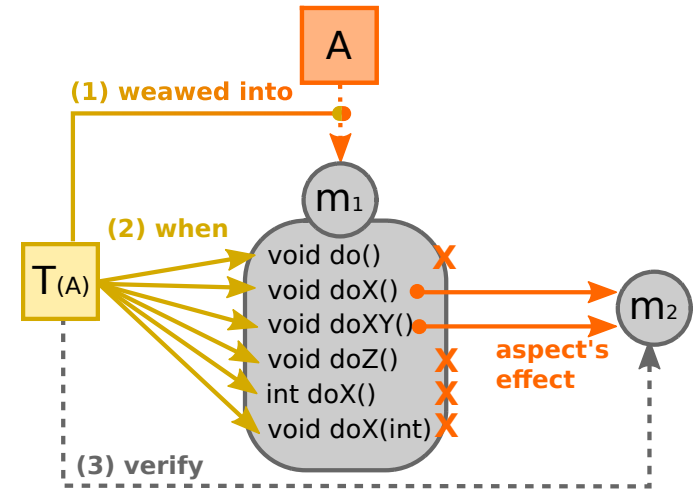 A
(1) weawed into
m1
(2) when
T(A)
void do() X
void doX()
void doXY()
m2
void doZ() X
aspect's
effect
int doX() X
void doX(int) X
(3) verify